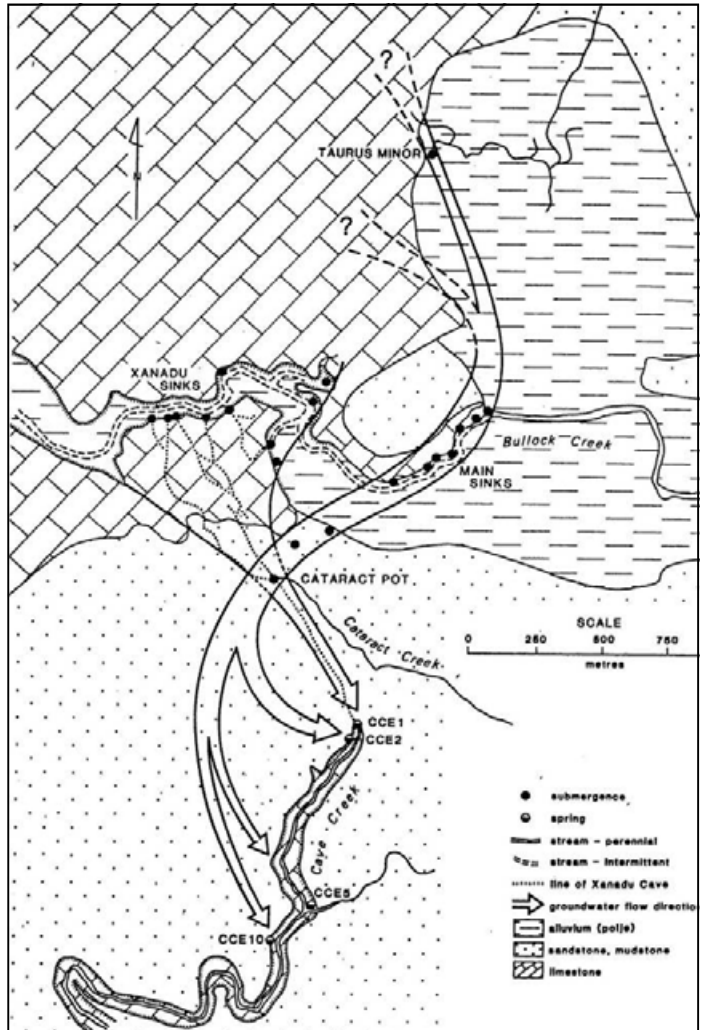 ?
TAURUS MINOR
N
?
XANADU
SINKS
Bullock Creek
MAIN
SINKS
CATARACT POT
Cataract Creek
SCALE
0 250 500 750
metres
CCE1
CCE2
Cave Creek
CCE5
CCE10
submergence
spring
stream - perennial
stream - intermittent
line of Xanadu Cave
groundwater flow direction
alluvium (polje)
sandstone, mudstone
limestone